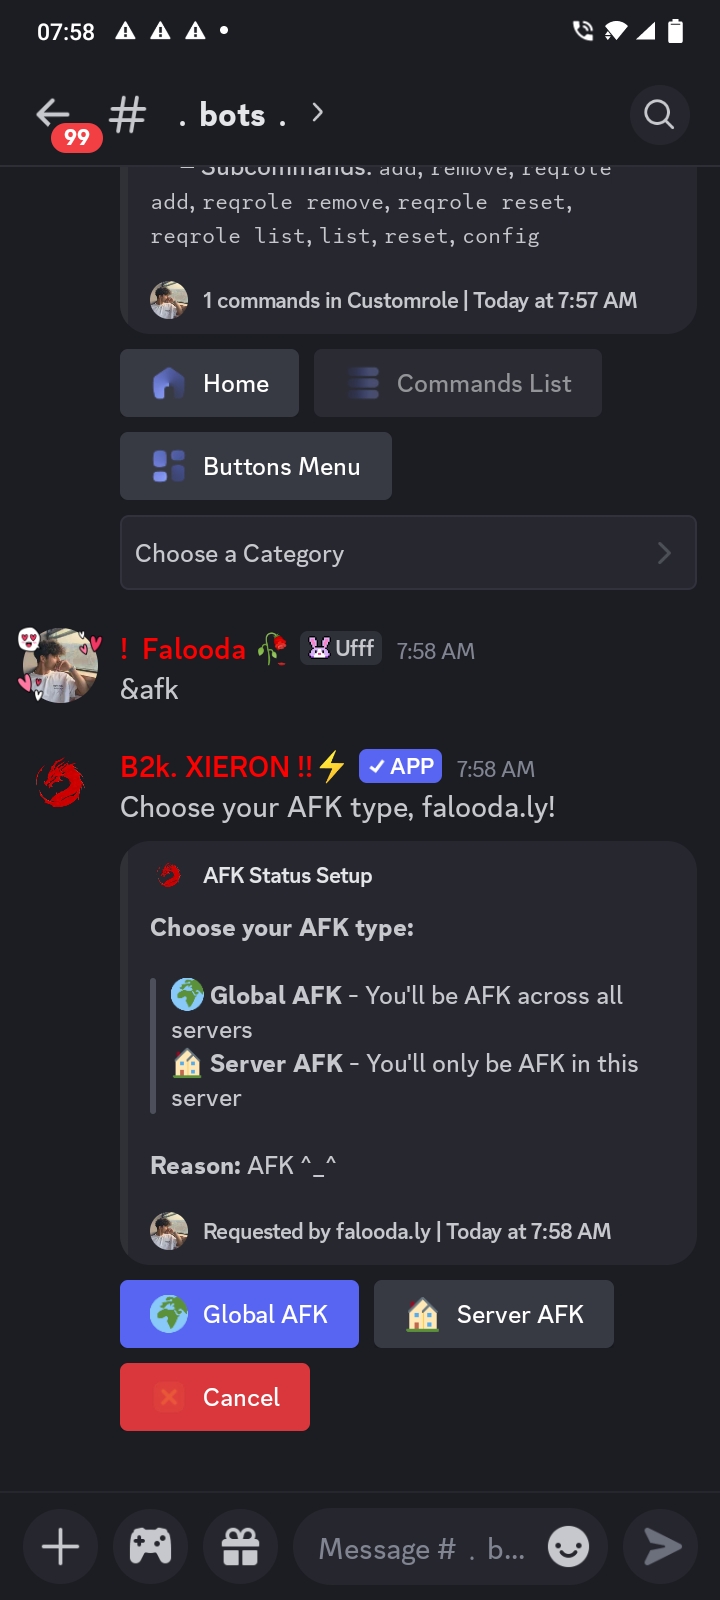 07:58
99
# . bots .
– Subcommands: add, remove, reqrole
add, reqrole remove, reqrole reset,
reqrole list, list, reset, config
1 commands in Customrole | Today at 7:57 AM
Home
Commands List
Buttons Menu
Choose a Category
! Falooda 🥀 Ufff 7:58 AM
&afk
B2k. XIERON !!⚡ ✓ APP 7:58 AM
Choose your AFK type, falooda.ly!
AFK Status Setup
Choose your AFK type:
🌍 Global AFK - You'll be AFK across all
servers
🏠 Server AFK - You'll only be AFK in this
server
Reason: AFK ^_^
Requested by falooda.ly | Today at 7:58 AM
Global AFK
Server AFK
Cancel
Message # . b...